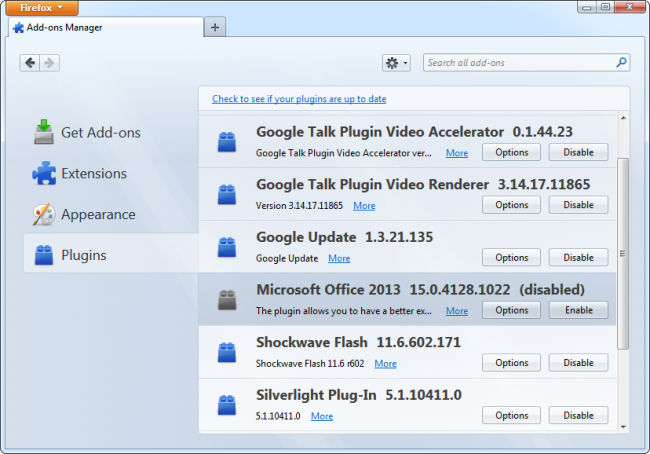 Firefox
Add-ons Manager
Search all add-ons
Get Add-ons
Extensions
Appearance
Plugins
Check to see if your plugins are up to date
Google Talk Plugin Video Accelerator 0.1.44.23
Google Talk Plugin Video Accelerator ver... More Options Disable
Google Talk Plugin Video Renderer 3.14.17.11865
Version 3.14.17.11865 More Options Disable
Google Update 1.3.21.135
Google Update More Options Disable
Microsoft Office 2013 15.0.4128.1022 (disabled)
The plugin allows you to have a better ex... More Options Enable
Shockwave Flash 11.6.602.171
Shockwave Flash 11.6 r602 More Options Disable
Silverlight Plug-In 5.1.10411.0
5.1.10411.0 More Options Disable